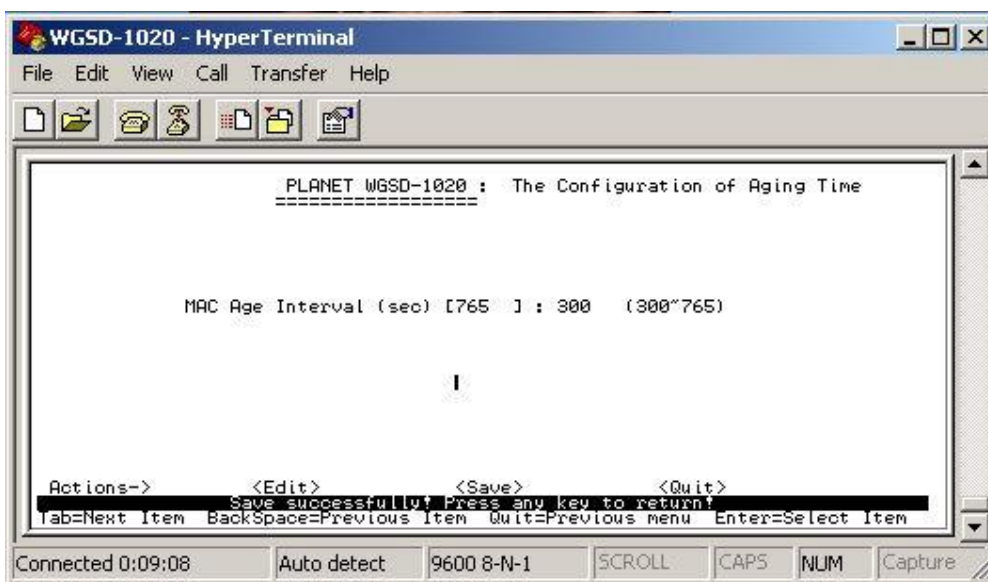 WGSD-1020 - HyperTerminal
File Edit View Call Transfer Help
PLANET WGSD-1020 : The Configuration of Aging Time
==================
MAC Age Interval (sec) [765 ] : 300 (300~765)
Actions-> <Edit> <Save> <Quit>
Save successfully! Press any key to return!
Tab=Next Item BackSpace=Previous Item Quit=Previous menu Enter=Select Item
Connected 0:09:08 Auto detect 9600 8-N-1 SCROLL CAPS NUM Capture